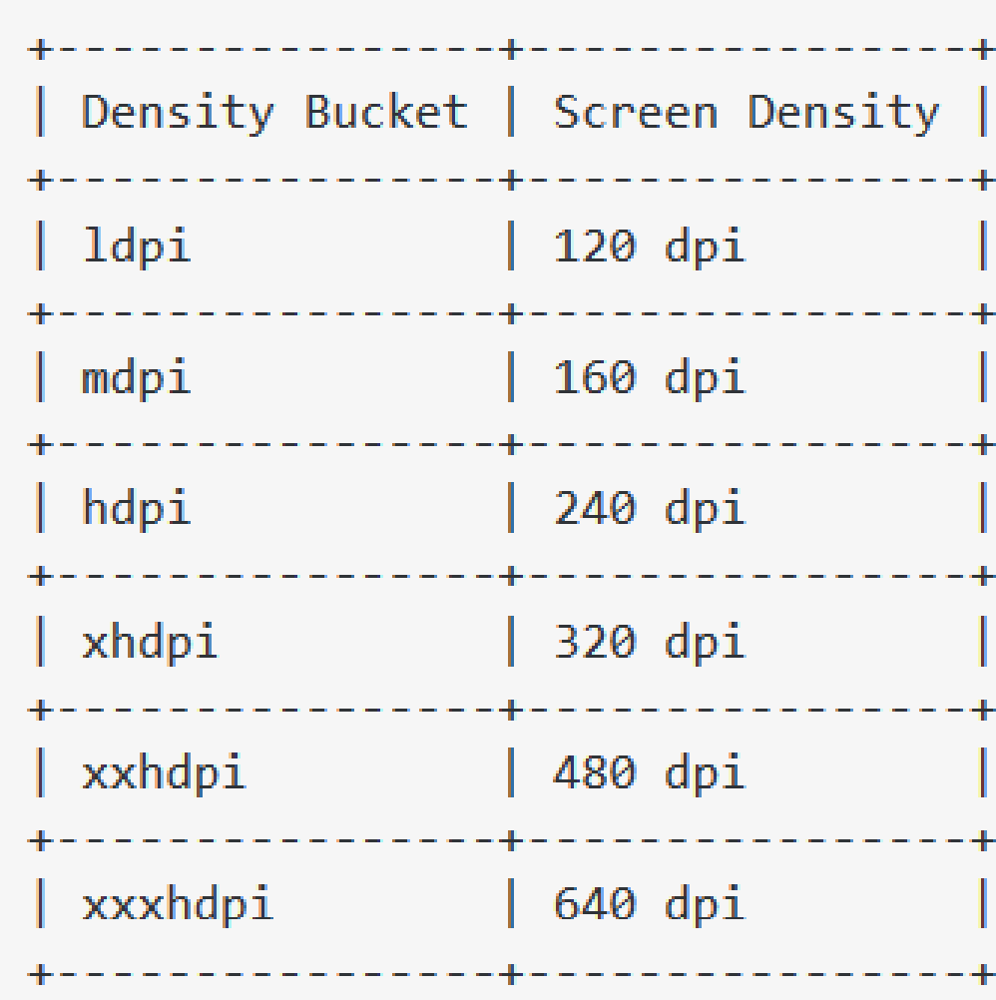 +-----------------+----------------+
| Density Bucket | Screen Density |
+-----------------+----------------+
| ldpi | 120 dpi |
+-----------------+----------------+
| mdpi | 160 dpi |
+-----------------+----------------+
| hdpi | 240 dpi |
+-----------------+----------------+
| xhdpi | 320 dpi |
+-----------------+----------------+
| xxhdpi | 480 dpi |
+-----------------+----------------+
| xxxhdpi | 640 dpi |
+-----------------+----------------+